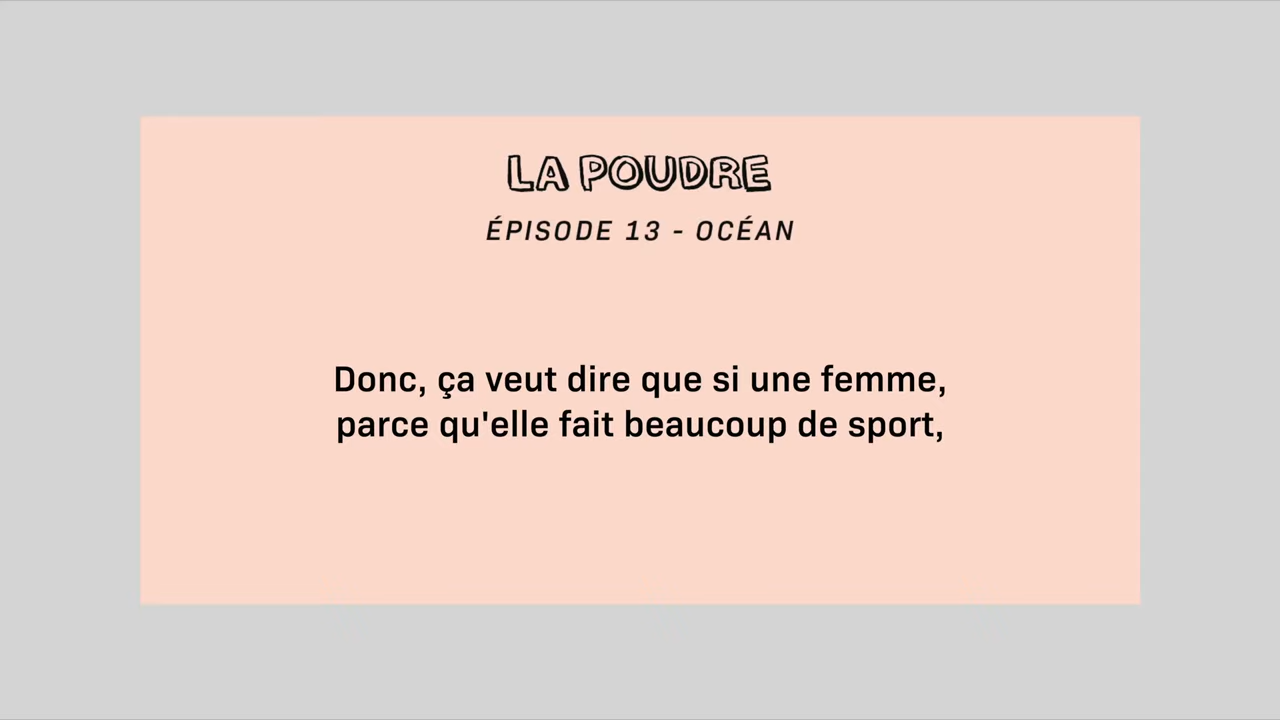 LA POUDRE
ÉPISODE 13 - OCÉAN
Donc, ça veut dire que si une femme,
parce qu'elle fait beaucoup de sport,